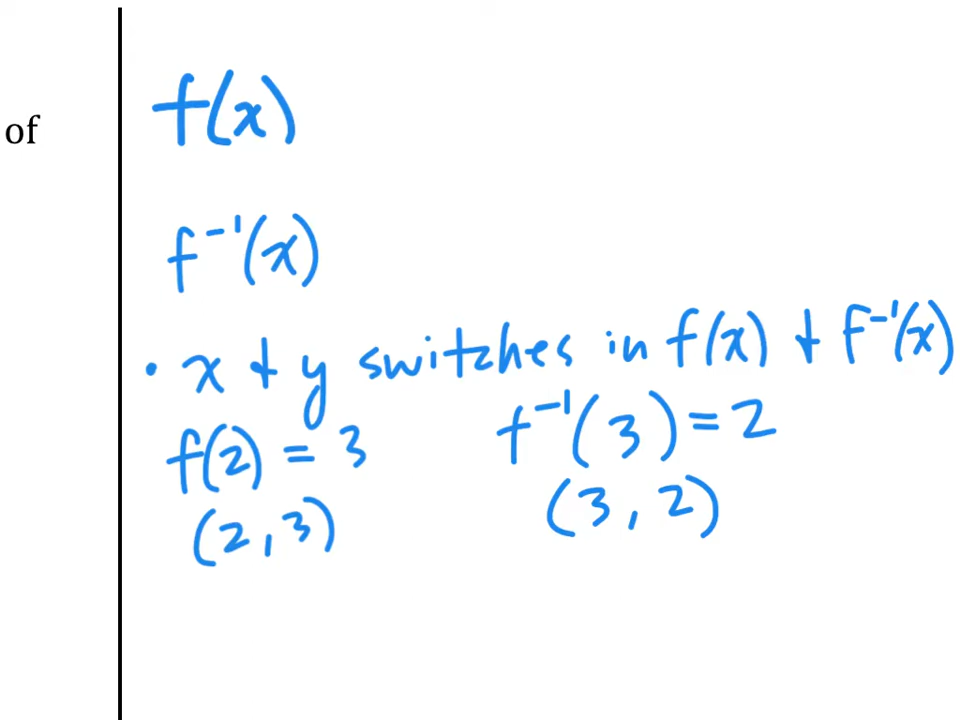 of
f(x)
f⁻¹(x)
• x + y switches in f(x) + f⁻¹(x)
f(2) = 3 f⁻¹(3) = 2
(2,3) (3,2)